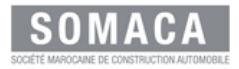 SOMACA
SOCIÉTÉ MAROCAINE DE CONSTRUCTION AUTOMOBILE